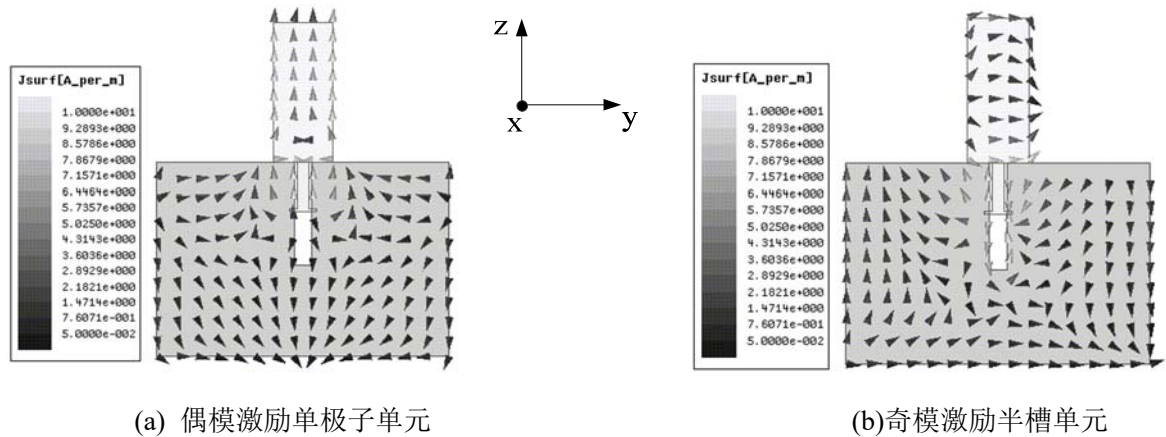 z
y
x
Jsurf[A_per_m]
1.0000e+001
9.2893e+000
8.5786e+000
7.8679e+000
7.1571e+000
6.4464e+000
5.7357e+000
5.0250e+000
4.3143e+000
3.6036e+000
2.8929e+000
2.1821e+000
1.4714e+000
7.6071e-001
5.0000e-002
Jsurf[A_per_m]
1.0000e+001
9.2893e+000
8.5786e+000
7.8679e+000
7.1571e+000
6.4464e+000
5.7357e+000
5.0250e+000
4.3143e+000
3.6036e+000
2.8929e+000
2.1821e+000
1.4714e+000
7.6071e-001
5.0000e-002
(a) 偶模激励单极子单元
(b)奇模激励半槽单元